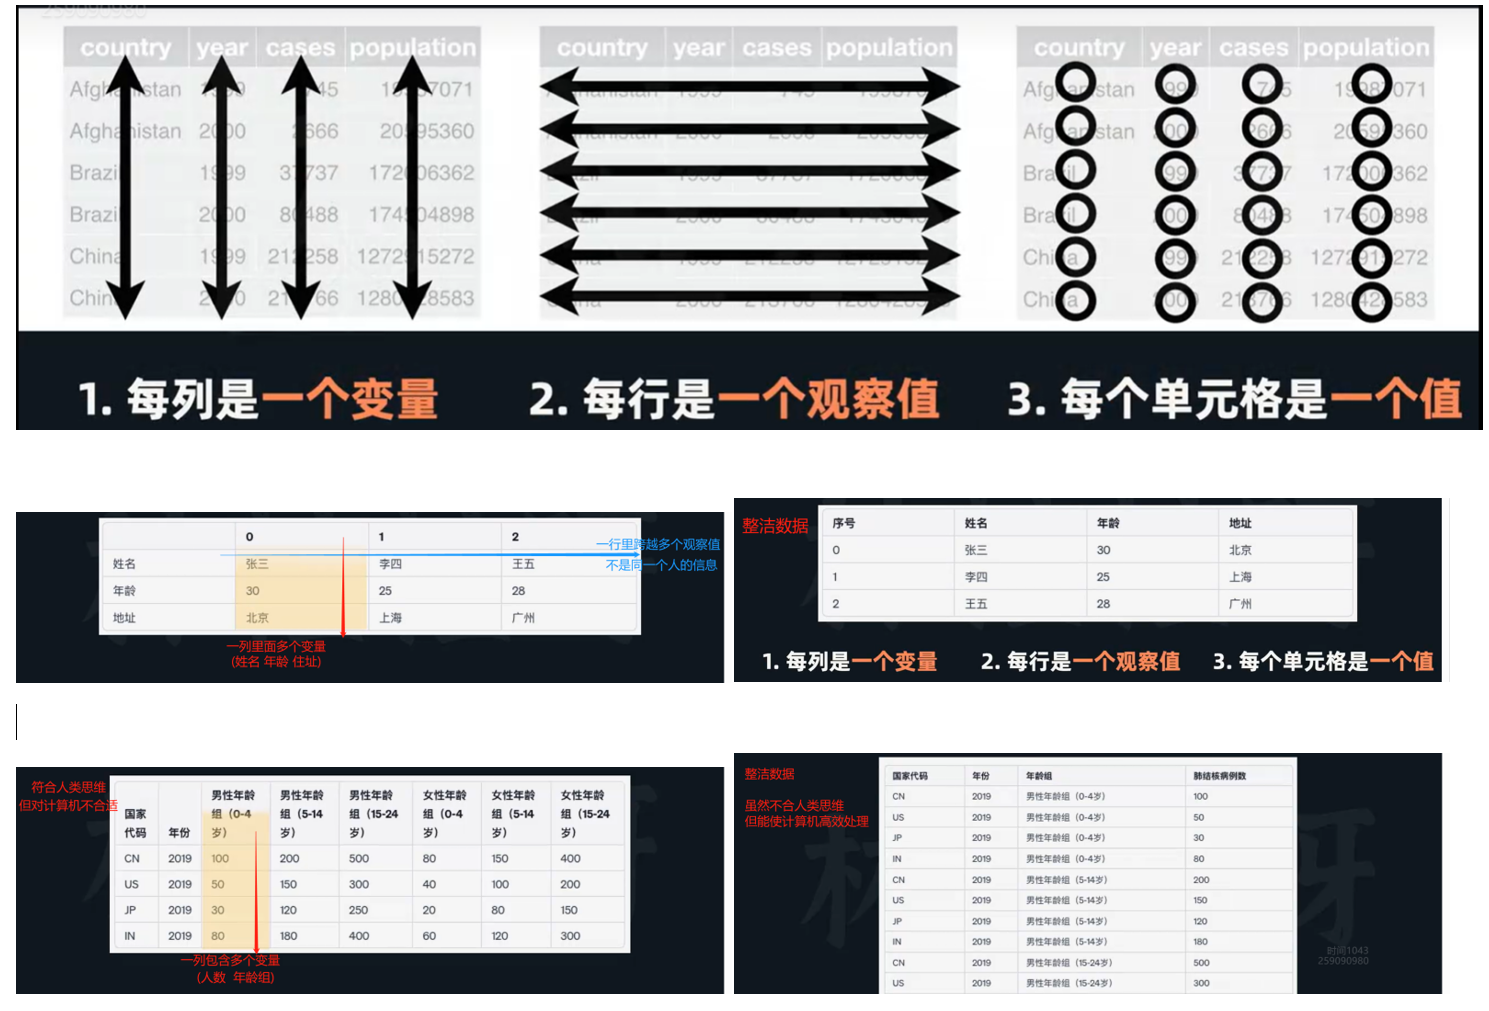 259090980
country year cases population
Afghanistan 1999 745 19987071
Afghanistan 2000 2666 20595360
Brazil 1999 37737 172006362
Brazil 2000 80488 174504898
China 1999 212258 1272915272
China 2000 213766 1280428583
country year cases population
country year cases population
Afghanistan 1999 745 19987071
Afghanistan 2000 2666 20595360
Brazil 1999 37737 172006362
Brazil 2000 80488 174504898
China 1999 212258 1272915272
China 2000 213766 1280428583
1. 每列是一个变量
2. 每行是一个观察值
3. 每个单元格是一个值
0 1 2
姓名 张三 李四 王五
年龄 30 25 28
地址 北京 上海 广州
一行里跨越多个观察值
不是同一个人的信息
一列里面多个变量
(姓名 年龄 住址)
整洁数据
序号 姓名 年龄 地址
0 张三 30 北京
1 李四 25 上海
2 王五 28 广州
1. 每列是一个变量 2. 每行是一个观察值 3. 每个单元格是一个值
符合人类思维
但对计算机不合适
国家代码 年份 男性年龄组（0-4岁） 男性年龄组（5-14岁） 男性年龄组（15-24岁） 女性年龄组（0-4岁） 女性年龄组（5-14岁） 女性年龄组（15-24岁）
CN 2019 100 200 500 80 150 400
US 2019 50 150 300 40 100 200
JP 2019 30 120 250 20 80 150
IN 2019 80 180 400 60 120 300
一列包含多个变量
(人数 年龄组)
整洁数据
虽然不合人类思维
但能使计算机高效处理
国家代码 年份 年龄组 肺结核病例数
CN 2019 男性年龄组（0-4岁） 100
US 2019 男性年龄组（0-4岁） 50
JP 2019 男性年龄组（0-4岁） 30
IN 2019 男性年龄组（0-4岁） 80
CN 2019 男性年龄组（5-14岁） 200
US 2019 男性年龄组（5-14岁） 150
JP 2019 男性年龄组（5-14岁） 120
IN 2019 男性年龄组（5-14岁） 180
CN 2019 男性年龄组（15-24岁） 500
US 2019 男性年龄组（15-24岁） 300
时间1043
259090980